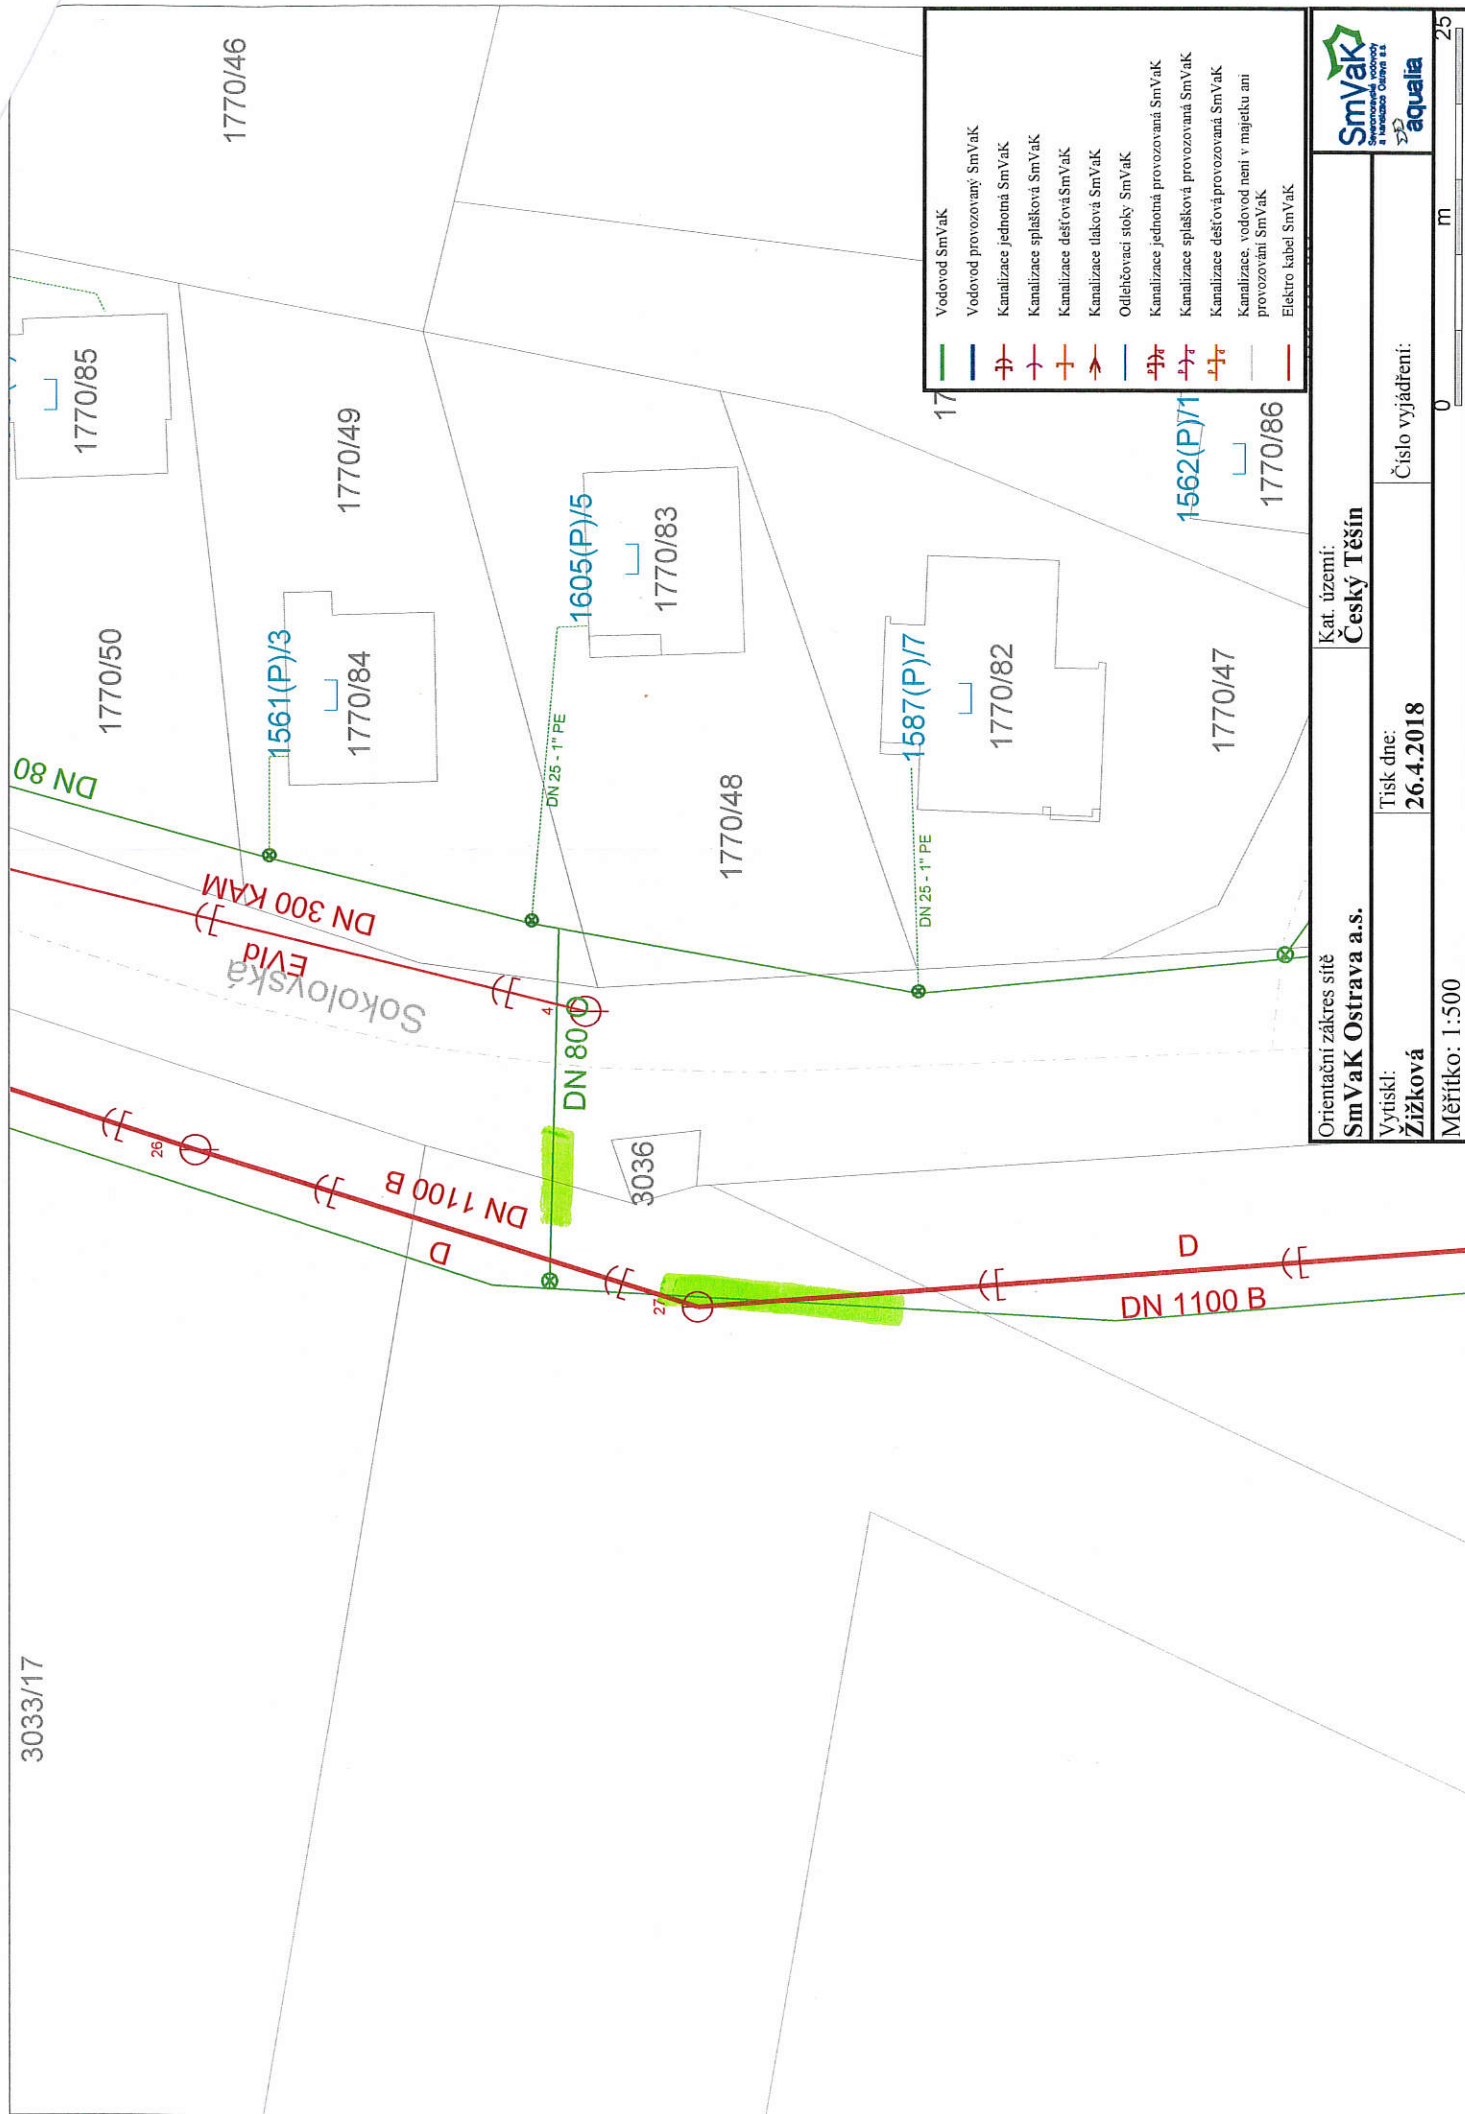 3033/17
1770/46
1770/85
1770/50
1770/49
1561(P)/3
1770/84
1605(P)/5
1770/83
DN 80
DN 300 KAM
EVId
Sokolovská
DN 25 - 1" PE
1770/48
1587(P)/7
1770/82
DN 25 - 1" PE
1770/47
1562(P)/1
1770/86
17
4
DN 80
26
DN 1100 B
D
3036
27
D
DN 1100 B
Vodovod SmVaK
Vodovod provozovaný SmVaK
Kanalizace jednotná SmVaK
Kanalizace splašková SmVaK
Kanalizace dešťová SmVaK
Kanalizace tlaková SmVaK
Odlehčovací stoky SmVaK
Kanalizace jednotná provozovaná SmVaK
Kanalizace splašková provozovaná SmVaK
Kanalizace dešťová provozovaná SmVaK
Kanalizace, vodovod není v majetku ani
provozování SmVaK
Elektro kabel SmVaK
Orientační zákres sítě
SmVaK Ostrava a.s.
Kat. území:
Český Těšín
SmVaK
Severomoravské vodovody
a kanalizace Ostrava a.s.
aqualia
Vytiskl:
Žižková
Tisk dne:
26.4.2018
Číslo vyjádření:
Měřítko: 1:500
0 m 25